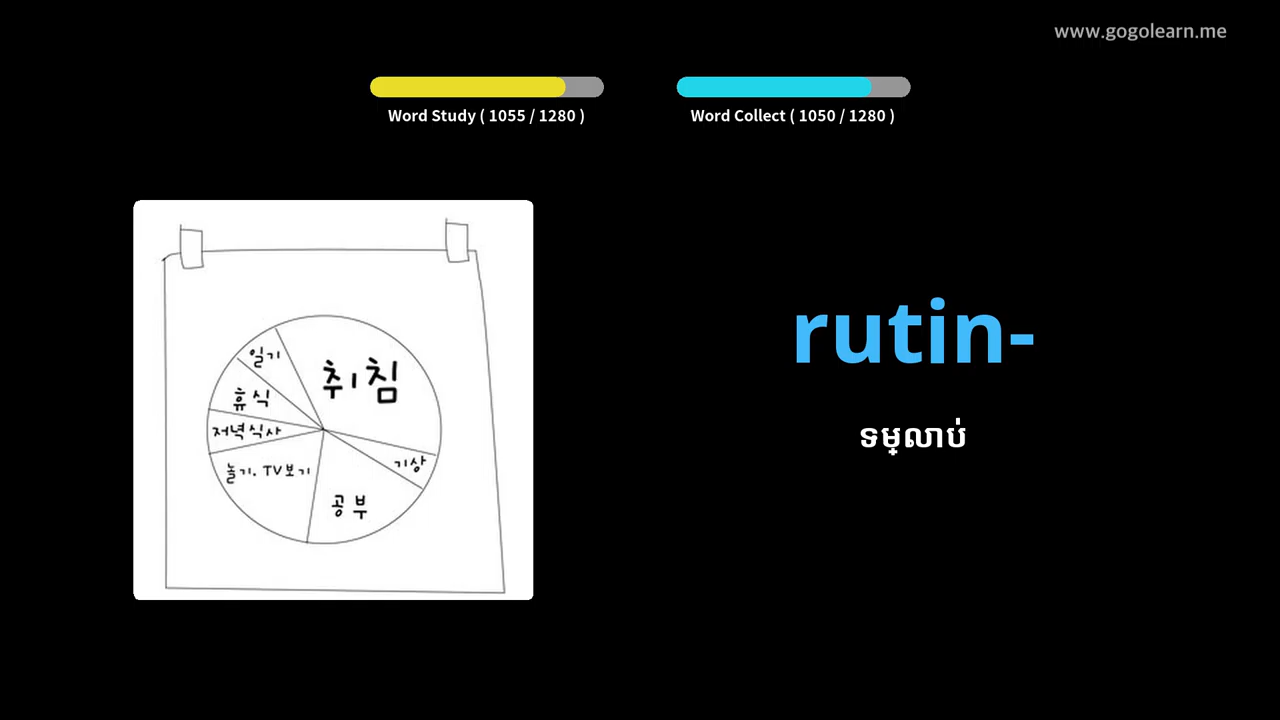 www.gogolearn.me
Word Study ( 1055 / 1280 )
Word Collect ( 1050 / 1280 )
일기
취침
휴식
저녁식사
놀기. TV보기
기상
공부
rutin-
ទម្លាប់